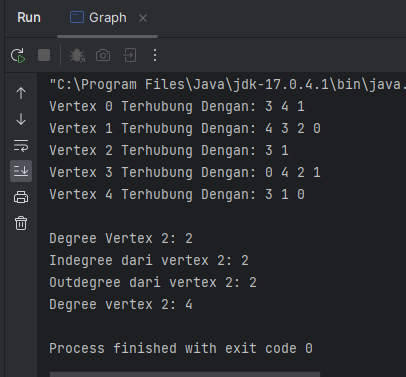 Run
Graph
"C:\Program Files\Java\jdk-17.0.4.1\bin\java.
Vertex 0 Terhubung Dengan: 3 4 1
Vertex 1 Terhubung Dengan: 4 3 2 0
Vertex 2 Terhubung Dengan: 3 1
Vertex 3 Terhubung Dengan: 0 4 2 1
Vertex 4 Terhubung Dengan: 3 1 0
Degree Vertex 2: 2
Indegree dari vertex 2: 2
Outdegree dari vertex 2: 2
Degree vertex 2: 4
Process finished with exit code 0